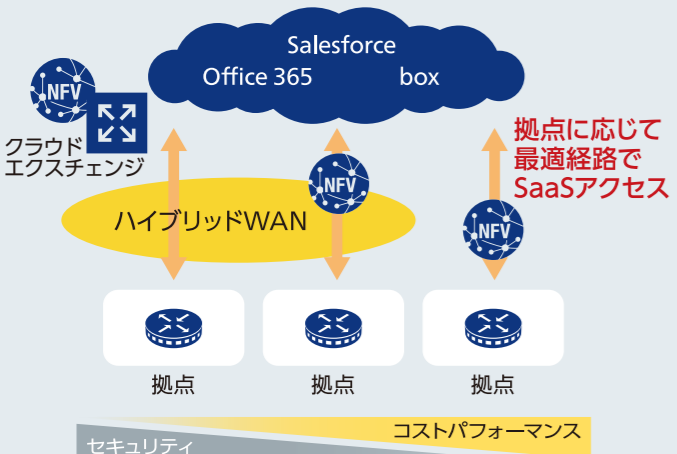 Salesforce
Office 365 box
NFV
クラウド
エクスチェンジ
拠点に応じて
最適経路で
SaaSアクセス
NFV
ハイブリッドWAN
NFV
拠点 拠点 拠点
コストパフォーマンス
セキュリティ